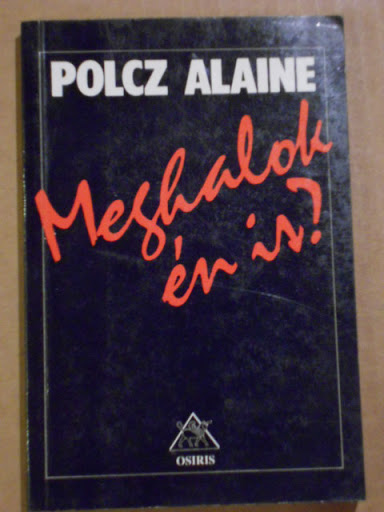 POLCZ ALAINE
Meghalok
én is?
OSIRIS